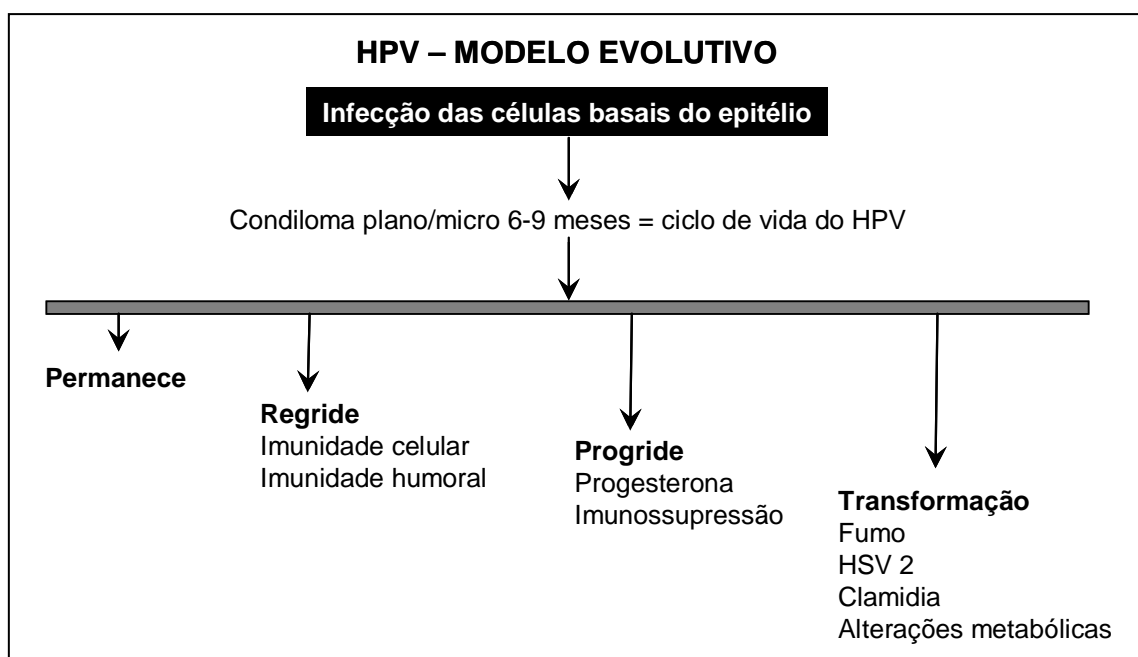 HPV – MODELO EVOLUTIVO
Infecção das células basais do epitélio
Condiloma plano/micro 6-9 meses = ciclo de vida do HPV
Permanece
Regride
Imunidade celular
Imunidade humoral
Progride
Progesterona
Imunossupressão
Transformação
Fumo
HSV 2
Clamidia
Alterações metabólicas